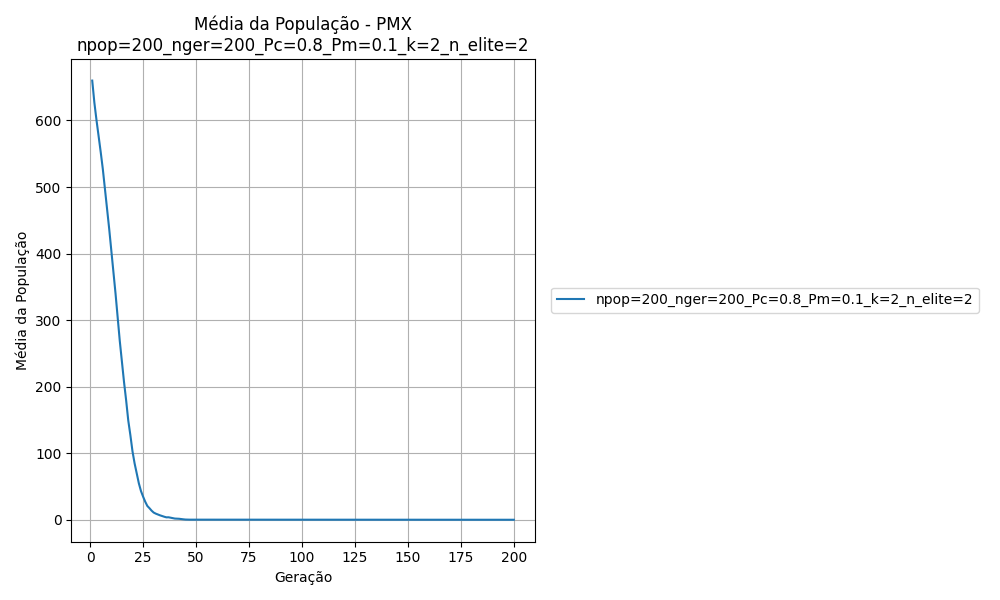 Média da População - PMX
npop=200_nger=200_Pc=0.8_Pm=0.1_k=2_n_elite=2
Média da População
600
500
400
300
200
100
0
0 25 50 75 100 125 150 175 200
Geração
npop=200_nger=200_Pc=0.8_Pm=0.1_k=2_n_elite=2